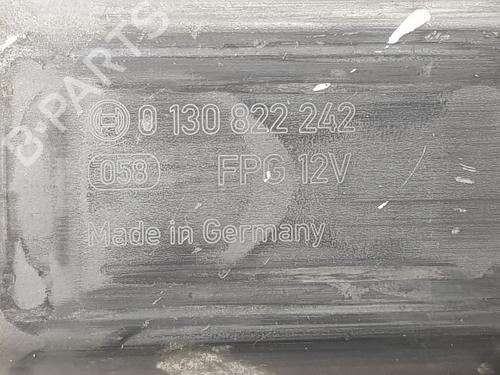 B-PARTS
0 130 822 242
058 FPG 12V
Made in Germany